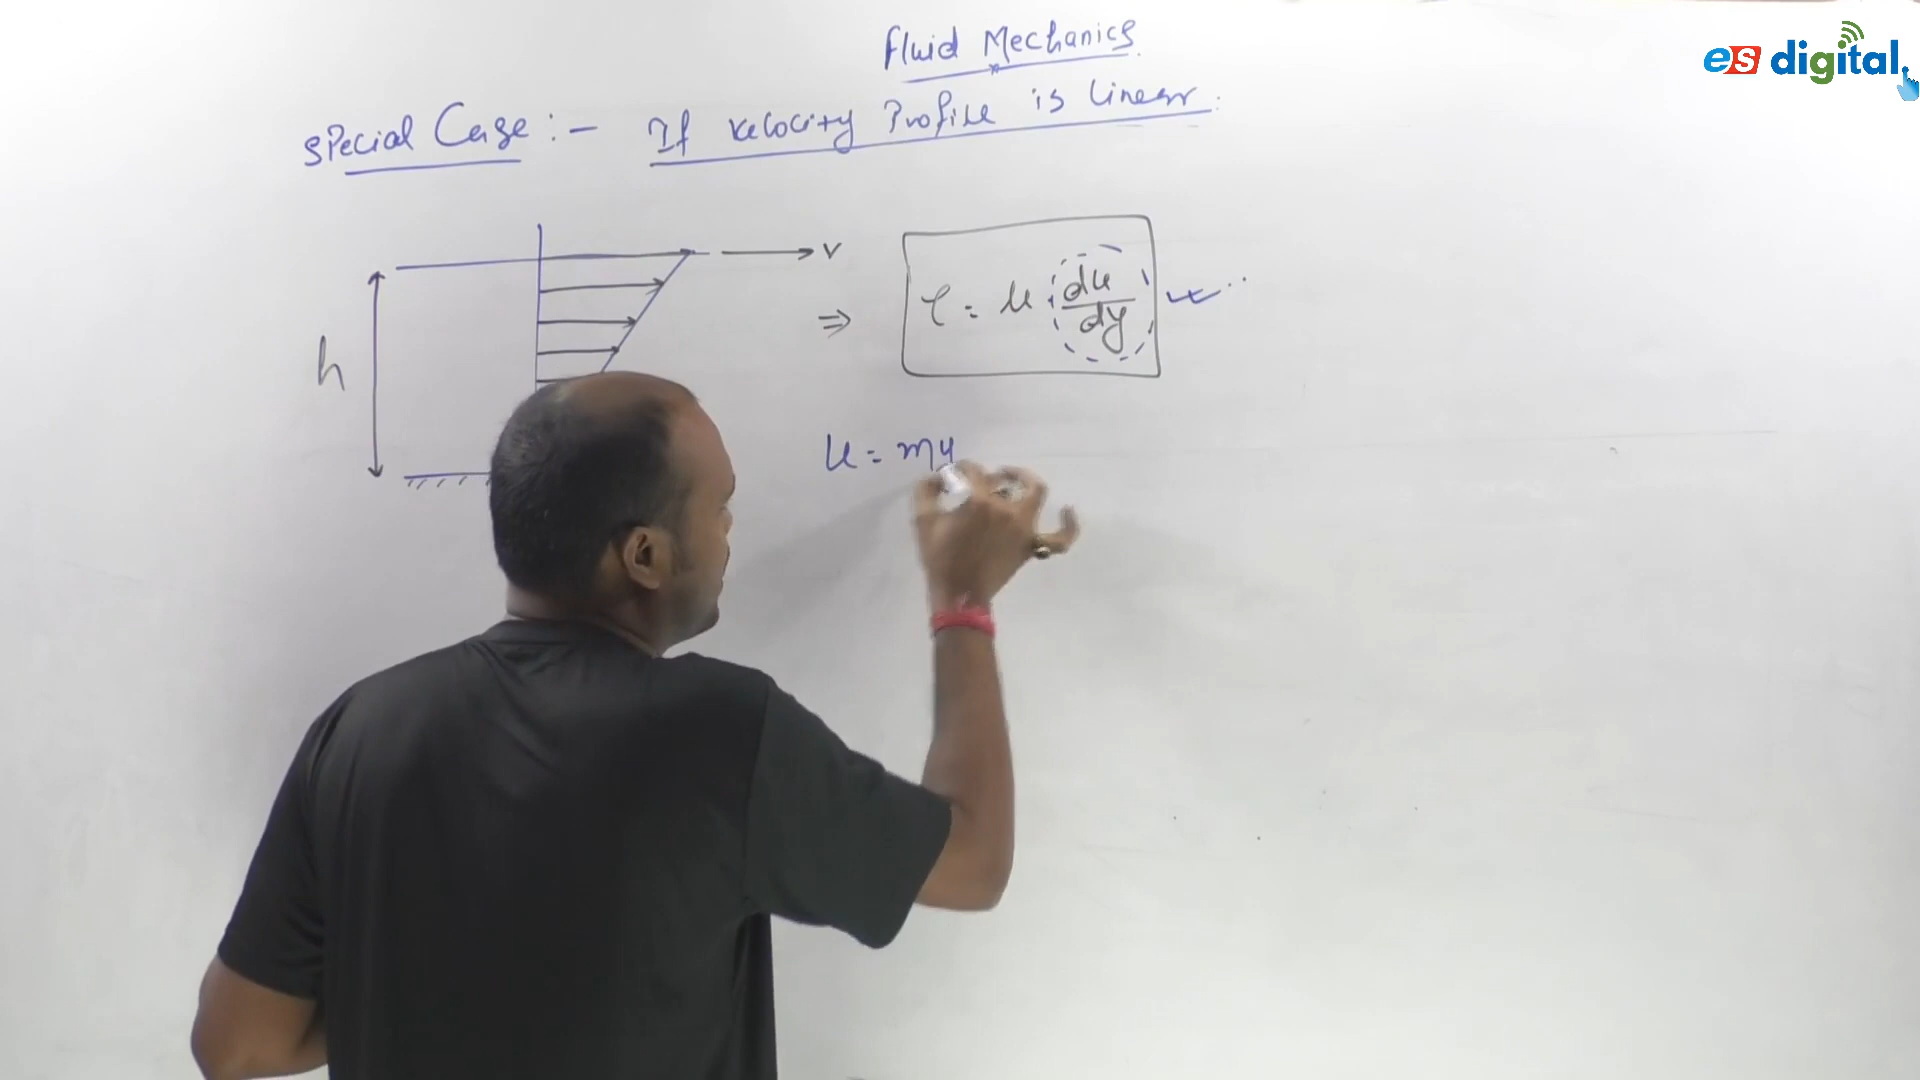 Fluid Mechanics
es digital
Special Case :- If velocity Profile is linear.
V
h
⇒ τ = μ du/dy
u = my